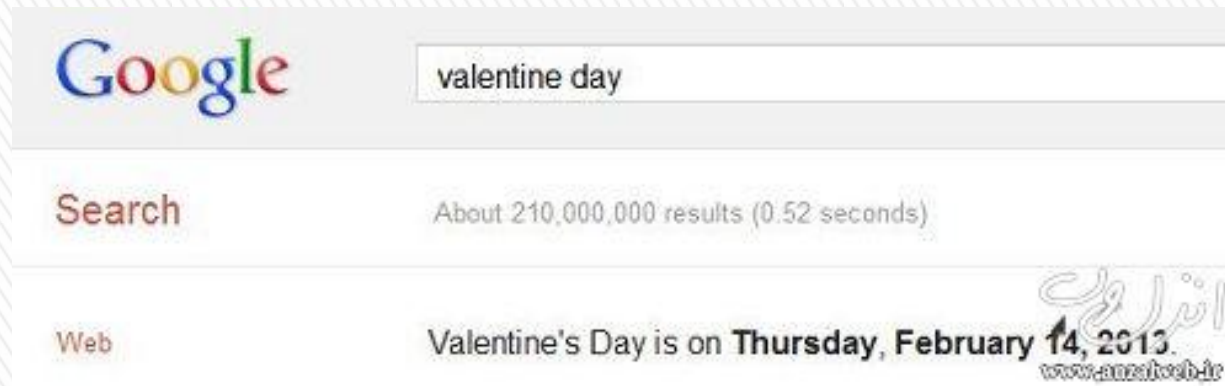 Google
valentine day
Search
About 210,000,000 results (0.52 seconds)
Web
Valentine's Day is on Thursday, February 14, 2013.
www.anzalweb.ir